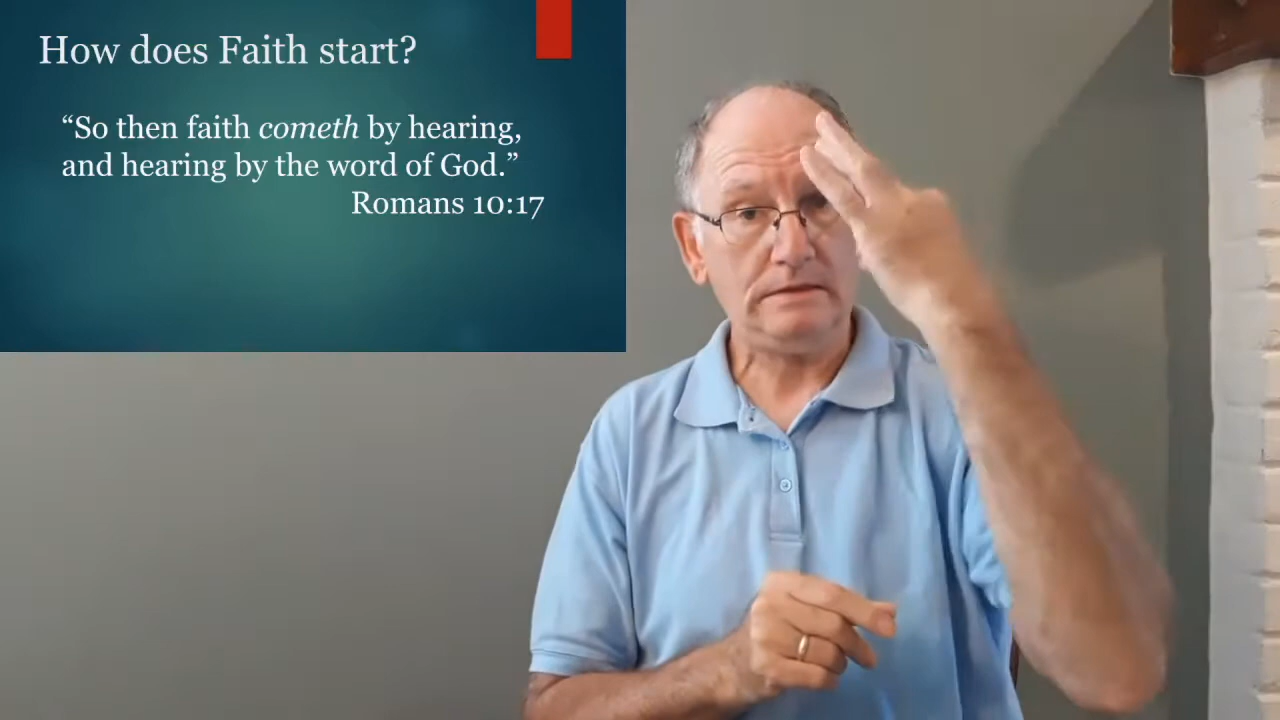 How does Faith start?
“So then faith cometh by hearing,
and hearing by the word of God.”
Romans 10:17